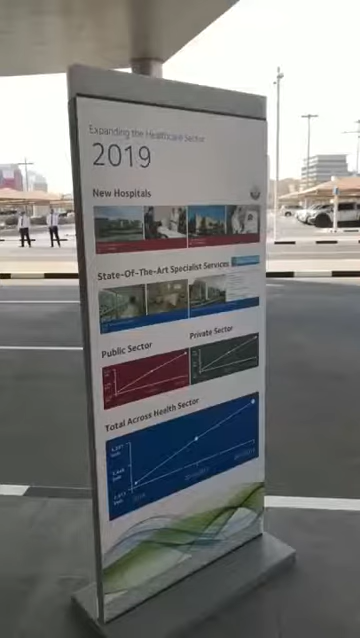 Expanding the Healthcare Sector
2019
New Hospitals
State-Of-The-Art Specialist Services
Public Sector
Private Sector
Total Across Health Sector